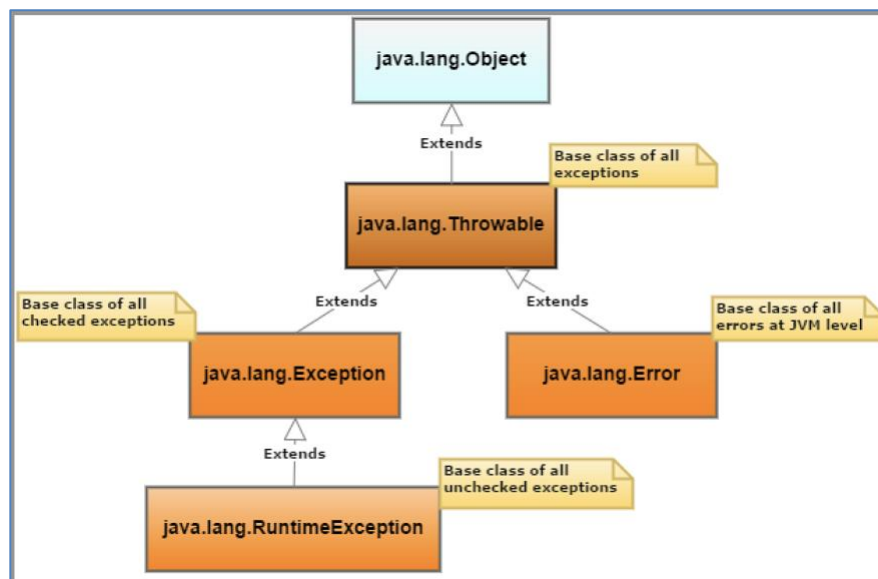 java.lang.Object
Extends
Base class of all
exceptions
java.lang.Throwable
Extends
Extends
Base class of all
checked exceptions
Base class of all
errors at JVM level
java.lang.Exception
java.lang.Error
Extends
Base class of all
unchecked exceptions
java.lang.RuntimeException